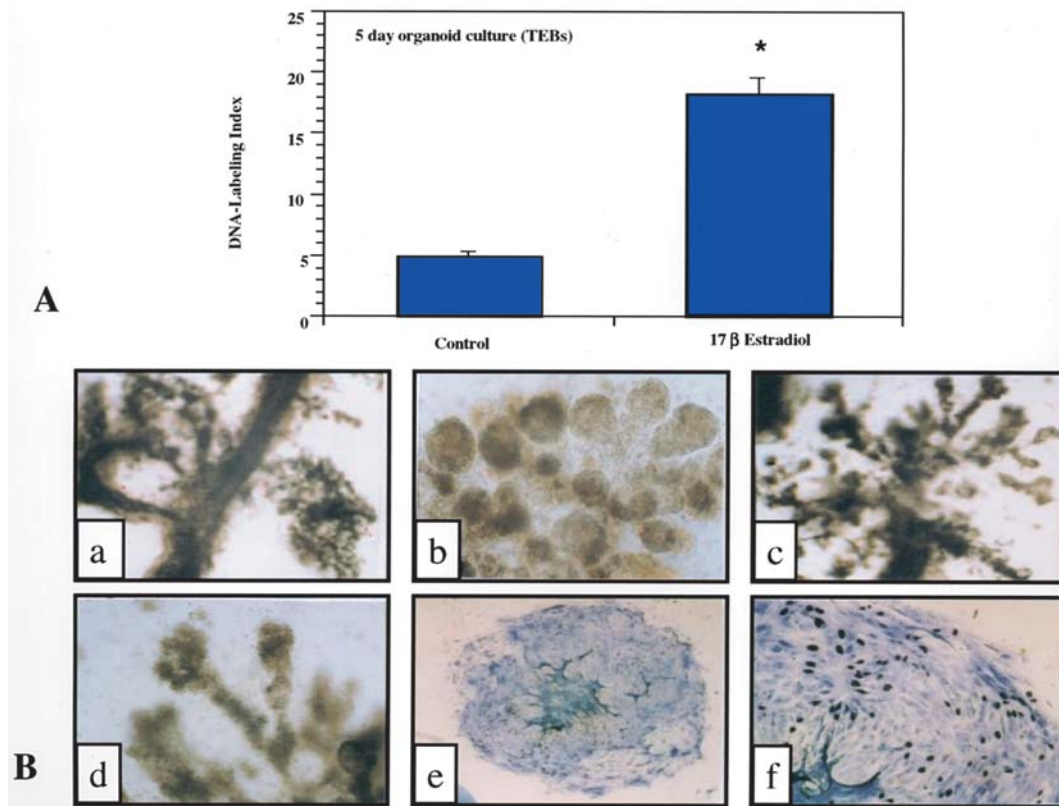 25
5 day organoid culture (TEBs)
*
20
15
DNA-Labeling Index
10
5
A
0
Control
17 β Estradiol
a
b
c
B
d
e
f